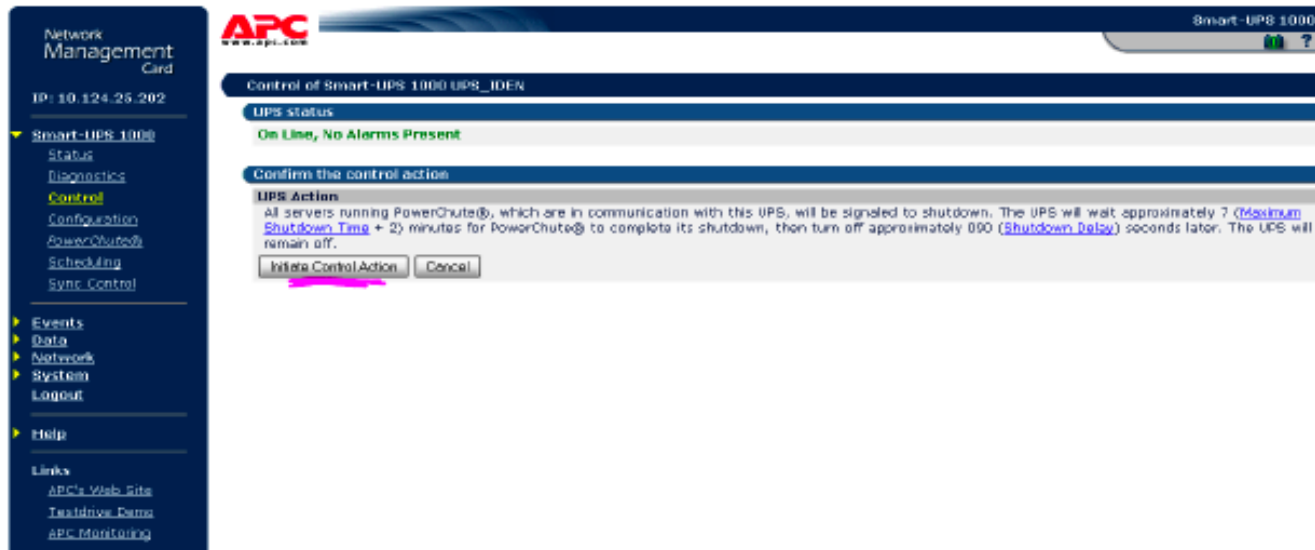 Network
Management
Card
IP: 10.124.25.202
Smart-UPS 1000
Status
Diagnostics
Control
Configuration
PowerChute®
Scheduling
Sync Control
Events
Data
Network
System
Logout
Help
Links
APC's Web Site
Testdrive Demo
APC Monitoring
APC
www.apc.com
Smart-UPS 1000
?
Control of Smart-UPS 1000 UPS_IDEN
UPS status
On Line, No Alarms Present
Confirm the control action
UPS Action
All servers running PowerChute®, which are in communication with this UPS, will be signaled to shutdown. The UPS will wait approximately 7 (Maximum
Shutdown Time + 2) minutes for PowerChute® to complete its shutdown, then turn off approximately (Shutdown Delay) seconds later. The UPS will
remain off.
Initiate Control Action Cancel